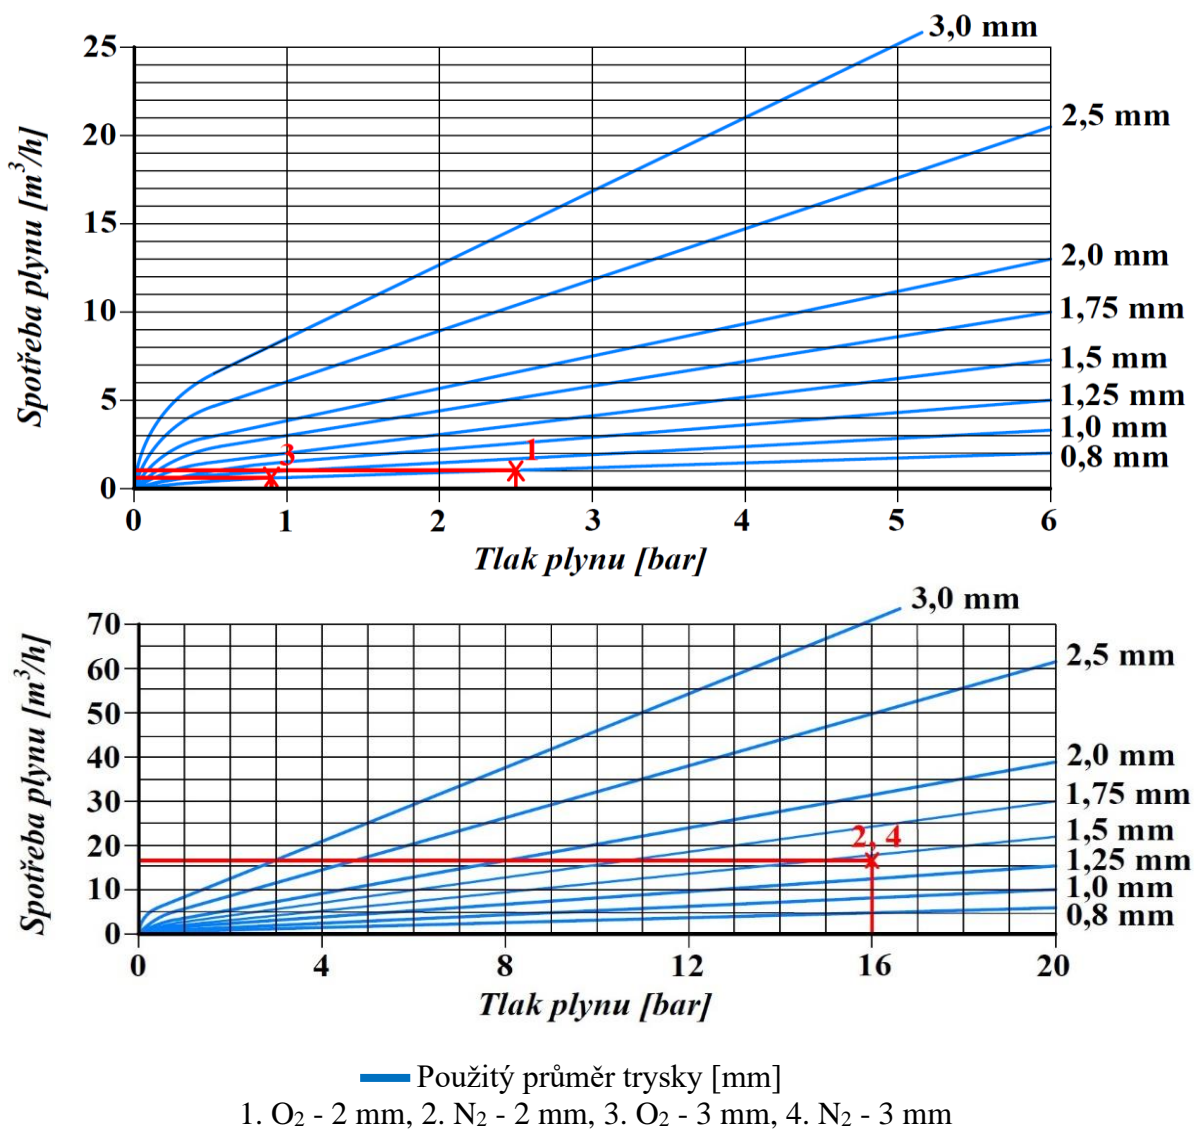 3,0 mm
25
2,5 mm
20
15
2,0 mm
1,75 mm
10
1,5 mm
1,25 mm
5
1,0 mm
0,8 mm
3
1
0
Spotřeba plynu [m³/h]
0 1 2 3 4 5 6
Tlak plynu [bar]
3,0 mm
70
2,5 mm
60
50
2,0 mm
40
1,75 mm
30
1,5 mm
2, 4
20
1,25 mm
1,0 mm
10
0,8 mm
0
Spotřeba plynu [m³/h]
0 4 8 12 16 20
Tlak plynu [bar]
Použitý průměr trysky [mm]
1. O₂ - 2 mm, 2. N₂ - 2 mm, 3. O₂ - 3 mm, 4. N₂ - 3 mm